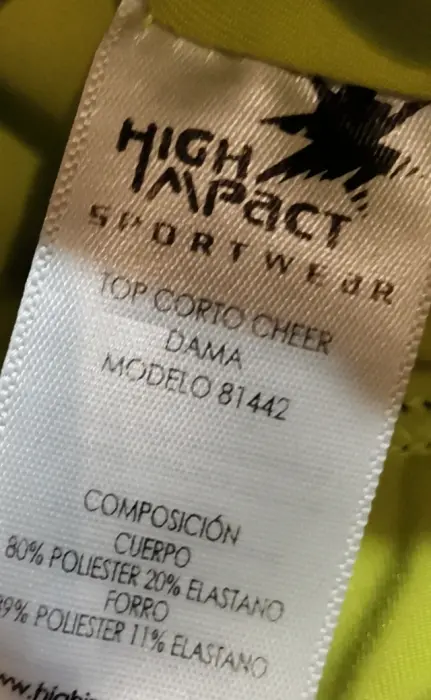 HIGH
IMPACT
SPORTWEAR
TOP CORTO CHEER
DAMA
MODELO 81442
COMPOSICIÓN
CUERPO
80% POLIESTER 20% ELASTANO
FORRO
POLIESTER 11% ELASTANO